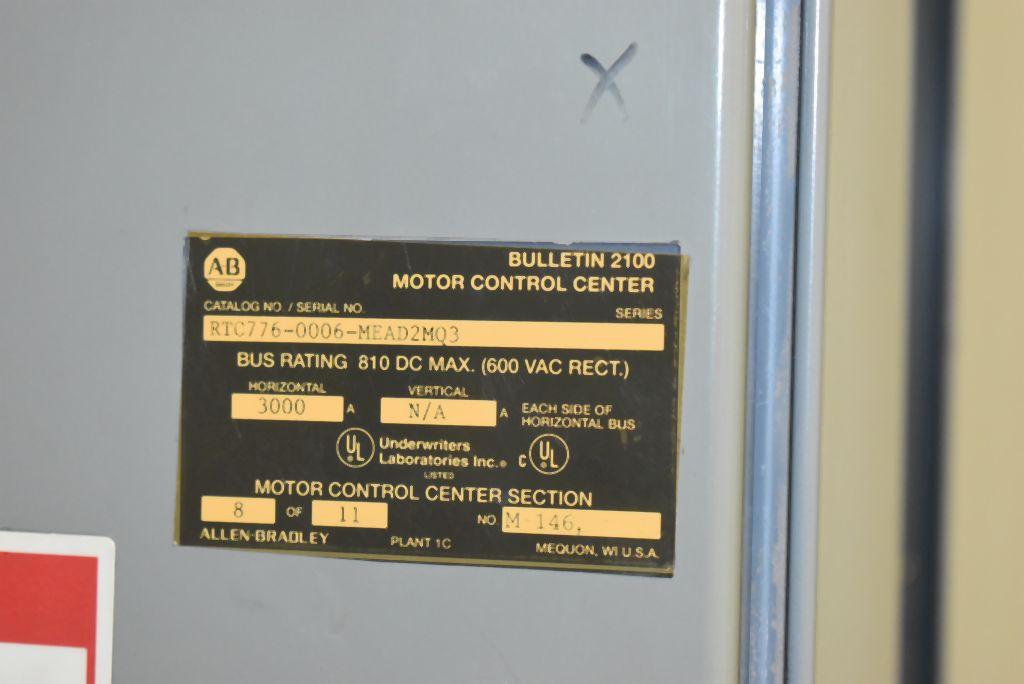 X
AB
BULLETIN 2100
MOTOR CONTROL CENTER
CATALOG NO. / SERIAL NO.
SERIES
RTC776-0006-MEAD2MQ3
BUS RATING 810 DC MAX. (600 VAC RECT.)
HORIZONTAL
VERTICAL
3000 A N/A A EACH SIDE OF
HORIZONTAL BUS
UL Underwriters
Laboratories Inc.® C UL
LISTED
MOTOR CONTROL CENTER SECTION
8 OF 11 NO. M-146,
ALLEN-BRADLEY PLANT 1C MEQUON, WI U.S.A.